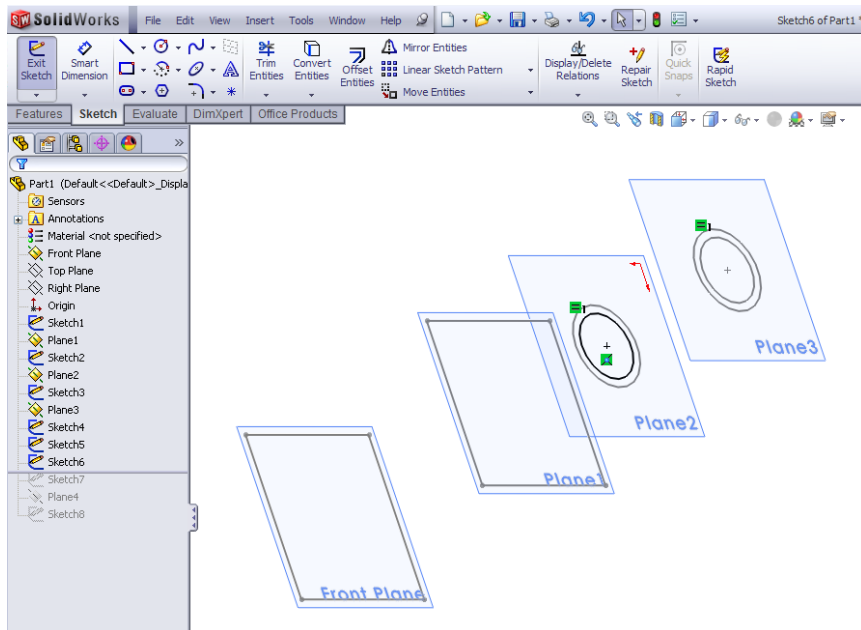 SolidWorks File Edit View Insert Tools Window Help Sketch6 of Part1 *
Exit Sketch
Smart Dimension
Trim Entities
Convert Entities
Offset Entities
Mirror Entities
Linear Sketch Pattern
Move Entities
Display/Delete Relations
Repair Sketch
Quick Snaps
Rapid Sketch
Features Sketch Evaluate DimXpert Office Products
Part1 (Default<<Default>_Displa
Sensors
Annotations
Material <not specified>
Front Plane
Top Plane
Right Plane
Origin
Sketch1
Plane1
Sketch2
Plane2
Sketch3
Plane3
Sketch4
Sketch5
Sketch6
Sketch7
Plane4
Sketch8
1
Plane3
1
Plane2
Plane1
Front Plane